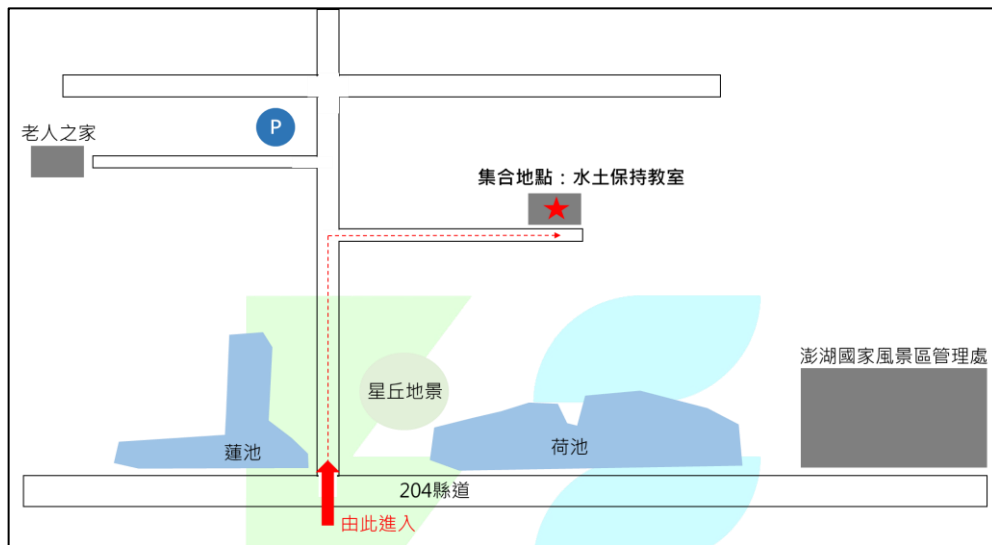 P
老人之家
集合地點：水土保持教室
澎湖國家風景區管理處
星丘地景
蓮池
荷池
204縣道
由此進入